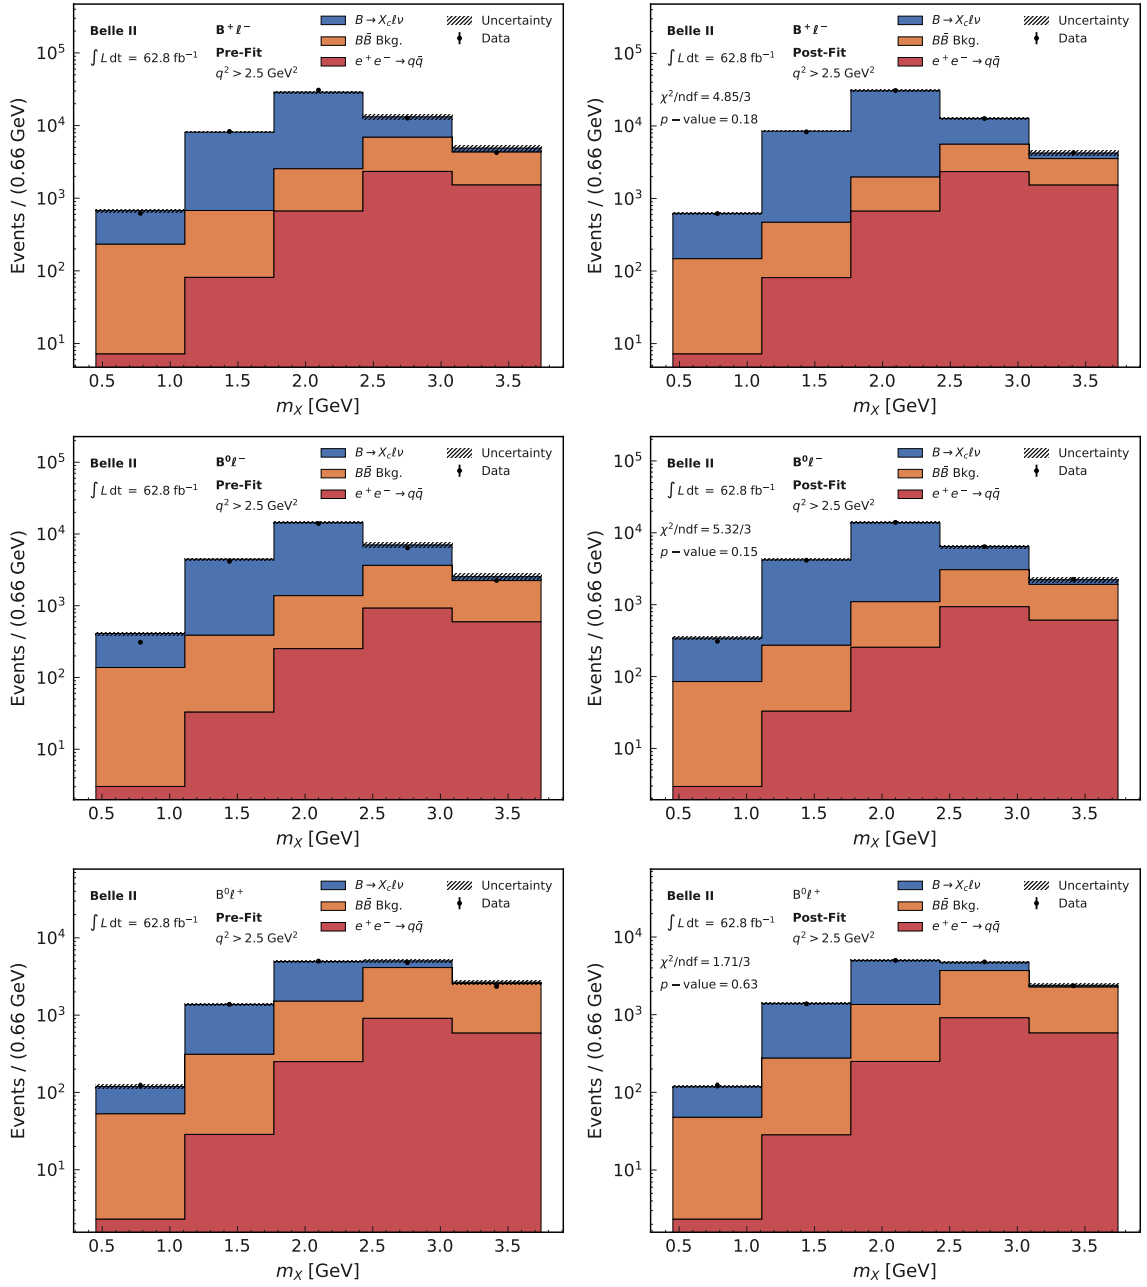 Belle II
∫ L dt = 62.8 fb⁻¹
B⁺ℓ⁻
Pre-Fit
q² > 2.5 GeV²
B → X_cℓν
BB̄ Bkg.
e⁺e⁻ → qq̄
Uncertainty
Data
Events / (0.66 GeV)
10⁵
10⁴
10³
10²
10¹
0.5 1.0 1.5 2.0 2.5 3.0 3.5
m_X [GeV]
Belle II
∫ L dt = 62.8 fb⁻¹
χ²/ndf = 4.85/3
p − value = 0.18
B⁺ℓ⁻
Post-Fit
q² > 2.5 GeV²
B → X_cℓν
BB̄ Bkg.
e⁺e⁻ → qq̄
Uncertainty
Data
Events / (0.66 GeV)
10⁵
10⁴
10³
10²
10¹
0.5 1.0 1.5 2.0 2.5 3.0 3.5
m_X [GeV]
Belle II
∫ L dt = 62.8 fb⁻¹
B⁰ℓ⁻
Pre-Fit
q² > 2.5 GeV²
B → X_cℓν
BB̄ Bkg.
e⁺e⁻ → qq̄
Uncertainty
Data
Events / (0.66 GeV)
10⁵
10⁴
10³
10²
10¹
0.5 1.0 1.5 2.0 2.5 3.0 3.5
m_X [GeV]
Belle II
∫ L dt = 62.8 fb⁻¹
χ²/ndf = 5.32/3
p − value = 0.15
B⁰ℓ⁻
Post-Fit
q² > 2.5 GeV²
B → X_cℓν
BB̄ Bkg.
e⁺e⁻ → qq̄
Uncertainty
Data
Events / (0.66 GeV)
10⁵
10⁴
10³
10²
10¹
0.5 1.0 1.5 2.0 2.5 3.0 3.5
m_X [GeV]
Belle II
∫ L dt = 62.8 fb⁻¹
B⁰ℓ⁺
Pre-Fit
q² > 2.5 GeV²
B → X_cℓν
BB̄ Bkg.
e⁺e⁻ → qq̄
Uncertainty
Data
Events / (0.66 GeV)
10⁴
10³
10²
10¹
0.5 1.0 1.5 2.0 2.5 3.0 3.5
m_X [GeV]
Belle II
∫ L dt = 62.8 fb⁻¹
χ²/ndf = 1.71/3
p − value = 0.63
B⁰ℓ⁺
Post-Fit
q² > 2.5 GeV²
B → X_cℓν
BB̄ Bkg.
e⁺e⁻ → qq̄
Uncertainty
Data
Events / (0.66 GeV)
10⁴
10³
10²
10¹
0.5 1.0 1.5 2.0 2.5 3.0 3.5
m_X [GeV]